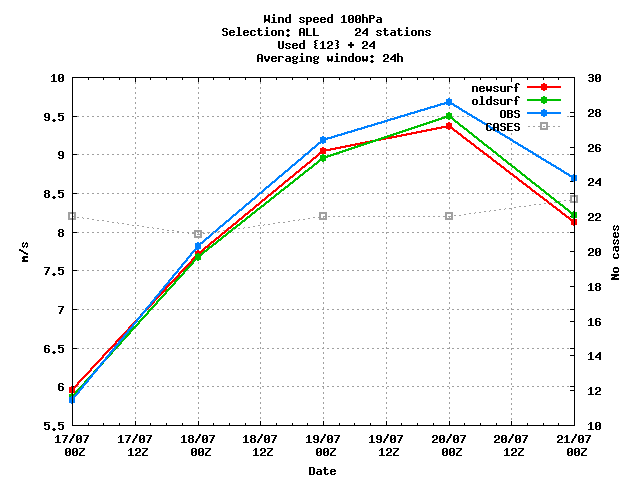 Wind speed 100hPa
Selection: ALL 24 stations
Used {12} + 24
Averaging window: 24h
newsurf
oldsurf
OBS
CASES
10
9.5
9
8.5
8
7.5
7
6.5
6
5.5
m/s
30
28
26
24
22
20
18
16
14
12
10
No cases
17/07 17/07 18/07 18/07 19/07 19/07 20/07 20/07 21/07
00Z 12Z 00Z 12Z 00Z 12Z 00Z 12Z 00Z
Date